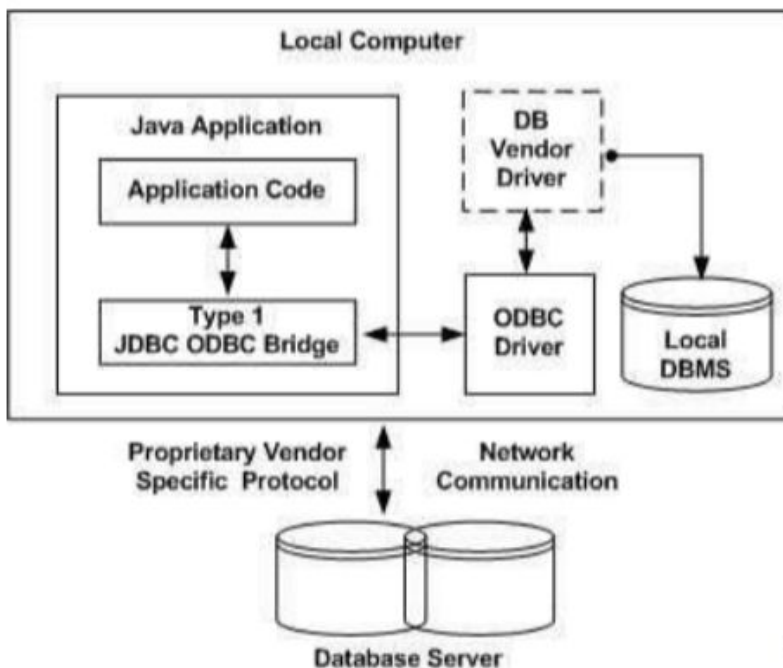 Local Computer
Java Application
Application Code
Type 1
JDBC ODBC Bridge
DB
Vendor
Driver
ODBC
Driver
Local
DBMS
Proprietary Vendor
Specific Protocol
Network
Communication
Database Server